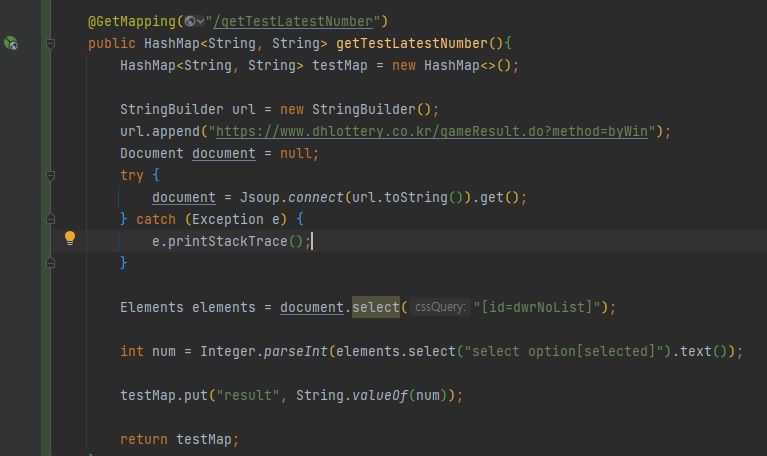 @GetMapping("/getTestLatestNumber")
public HashMap<String, String> getTestLatestNumber(){
HashMap<String, String> testMap = new HashMap<>();
StringBuilder url = new StringBuilder();
url.append("https://www.dhlottery.co.kr/gameResult.do?method=byWin");
Document document = null;
try {
document = Jsoup.connect(url.toString()).get();
} catch (Exception e) {
e.printStackTrace();
}
Elements elements = document.select( cssQuery: "[id=dwrNoList]");
int num = Integer.parseInt(elements.select("select option[selected]").text());
testMap.put("result", String.valueOf(num));
return testMap;